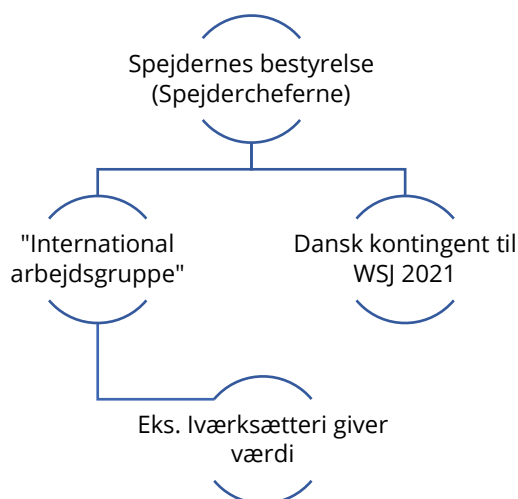 Spejdernes bestyrelse
(Spejdercheferne)
"International
arbejdsgruppe"
Dansk kontingent til
WSJ 2021
Eks. Iværksætteri giver
værdi